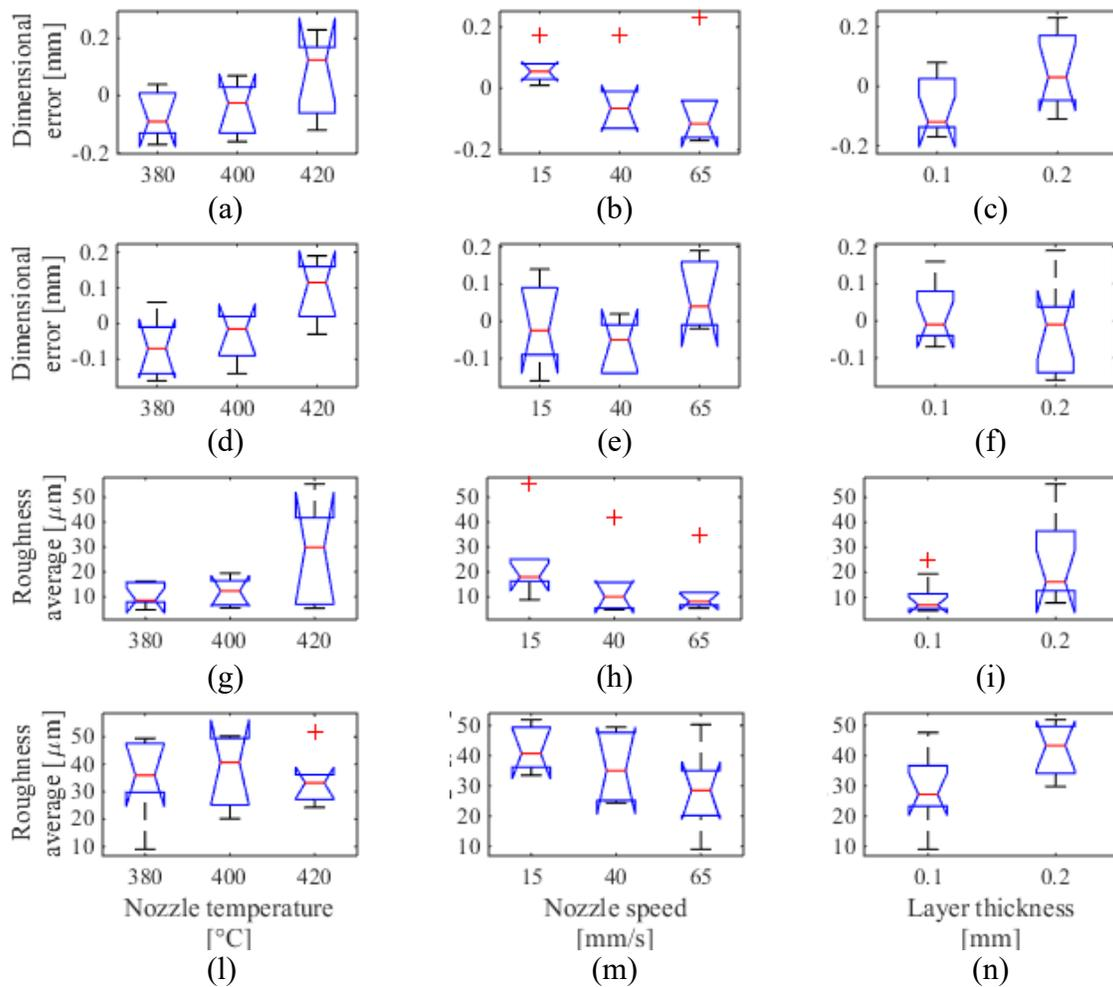 Dimensional
error [mm]
0.2
0
-0.2
380 400 420
(a)
0.2
0
-0.2
15 40 65
(b)
0.2
0
-0.2
0.1 0.2
(c)
Dimensional
error [mm]
0.2
0.1
0
-0.1
380 400 420
(d)
0.2
0.1
0
-0.1
15 40 65
(e)
0.2
0.1
0
-0.1
0.1 0.2
(f)
Roughness
average [μm]
50
40
30
20
10
380 400 420
(g)
50
40
30
20
10
15 40 65
(h)
50
40
30
20
10
0.1 0.2
(i)
Roughness
average [μm]
50
40
30
20
10
380 400 420
Nozzle temperature
[°C]
(l)
50
40
30
20
10
15 40 65
Nozzle speed
[mm/s]
(m)
50
40
30
20
10
0.1 0.2
Layer thickness
[mm]
(n)